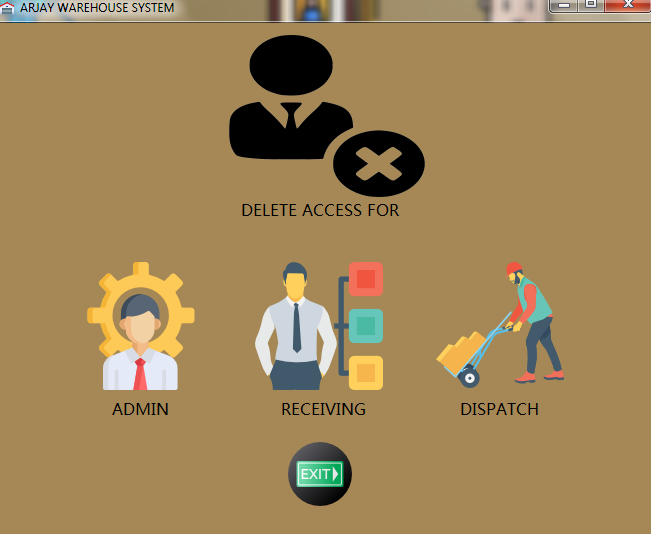 ARJAY WAREHOUSE SYSTEM
DELETE ACCESS FOR
ADMIN
RECEIVING
DISPATCH
EXIT